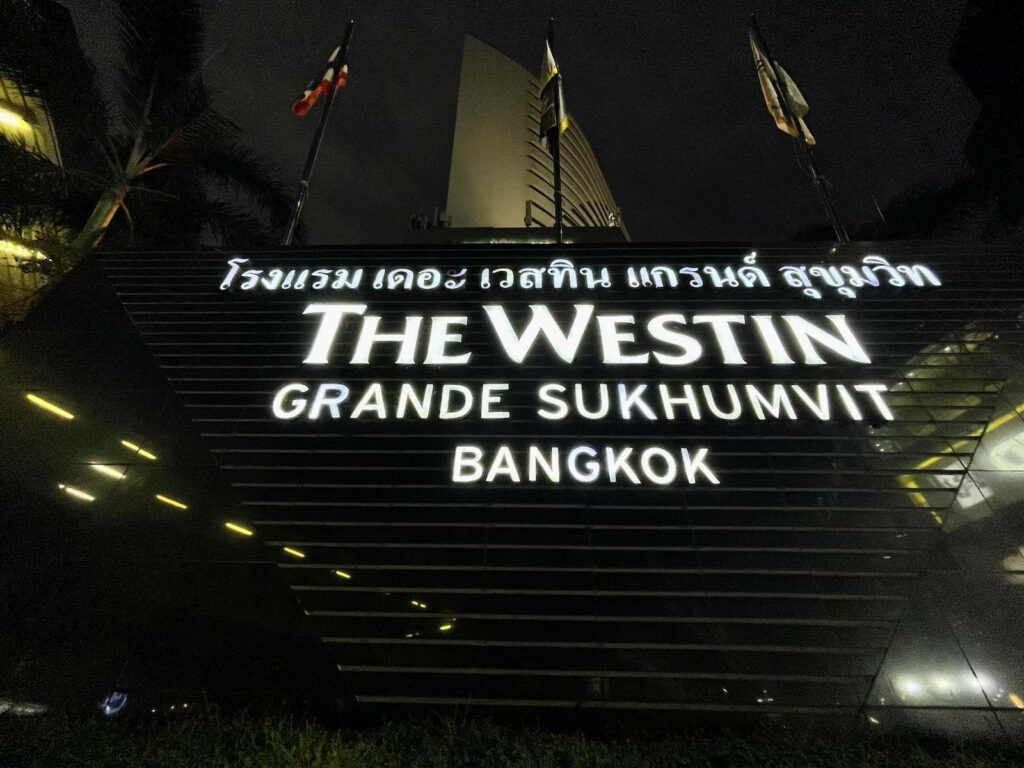 โรงแรม เดอะ เวสทิน แกรนด์ สุขุมวิท
THE WESTIN
GRANDE SUKHUMVIT
BANGKOK